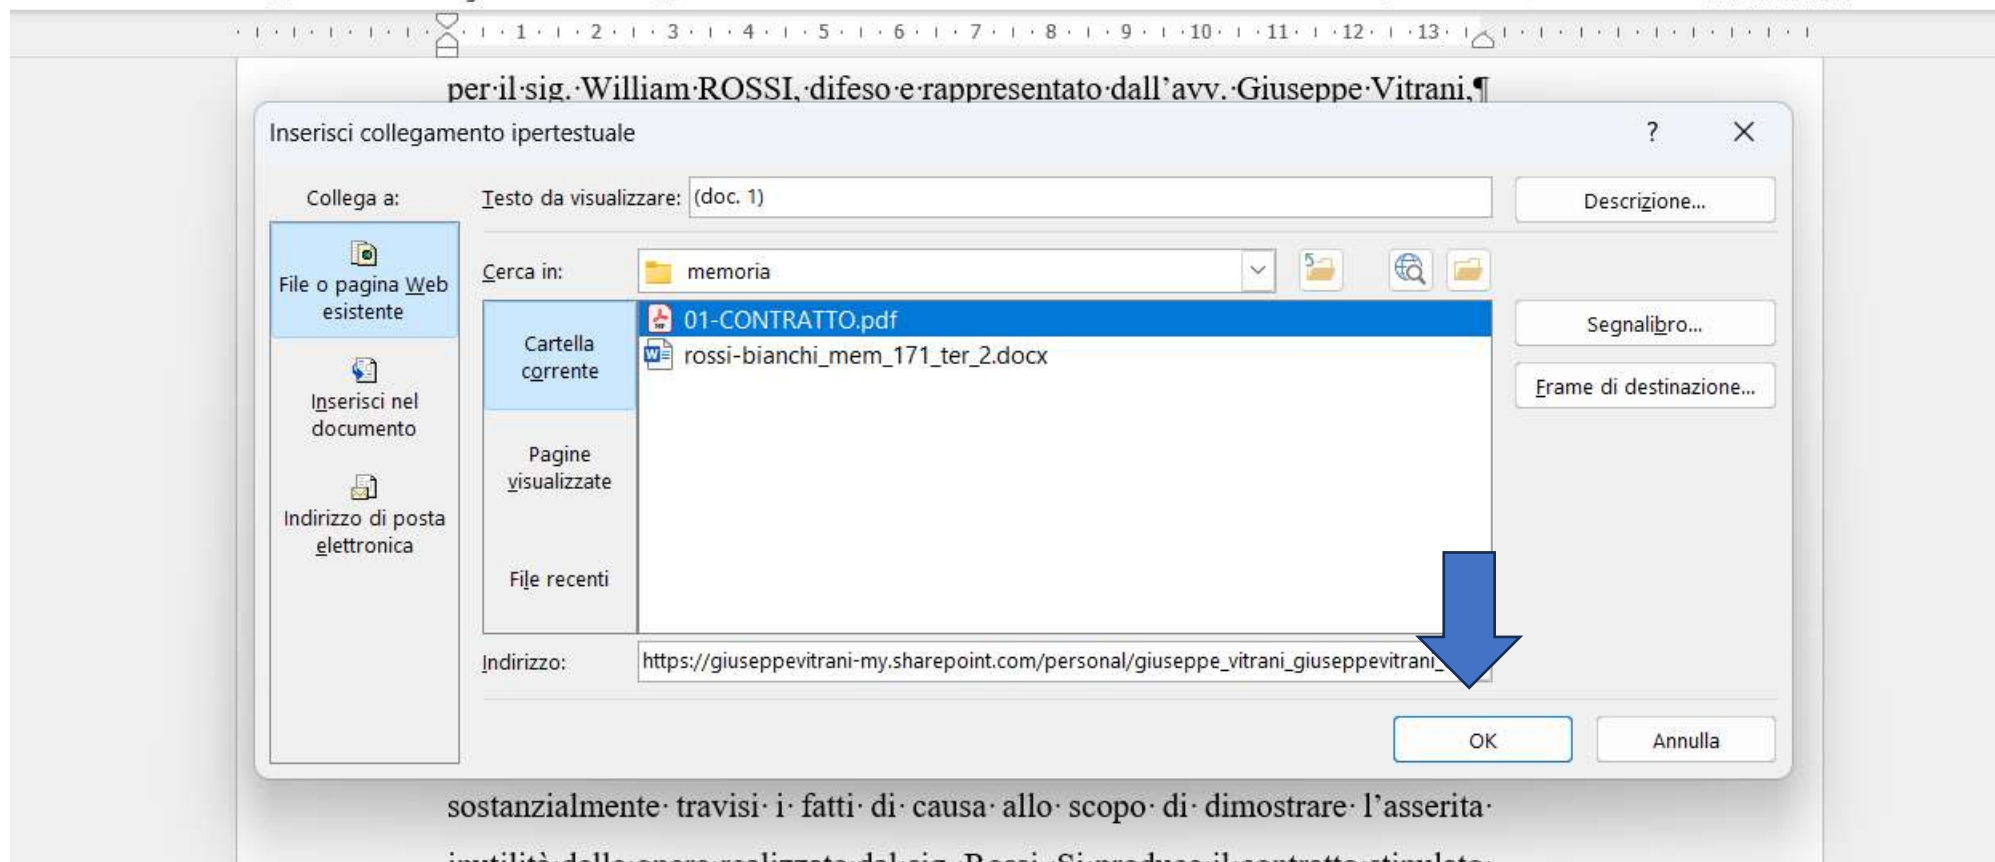 1 2 3 4 5 6 7 8 9 10 11 12 13
per·il·sig.·William·ROSSI,·difeso·e·rappresentato·dall’avv.·Giuseppe·Vitrani,¶
Inserisci collegamento ipertestuale ?
Collega a:
Testo da visualizzare: (doc. 1)
Descrizione...
File o pagina Web
esistente
Cerca in: memoria
Cartella
corrente
01-CONTRATTO.pdf
rossi-bianchi_mem_171_ter_2.docx
Segnalibro...
Frame di destinazione...
Inserisci nel
documento
Pagine
visualizzate
Indirizzo di posta
elettronica
File recenti
Indirizzo: https://giuseppevitrani-my.sharepoint.com/personal/giuseppe_vitrani_giuseppevitrani_
OK
Annulla
sostanzialmente· travisi· i· fatti· di· causa· allo· scopo· di· dimostrare· l’asserita·